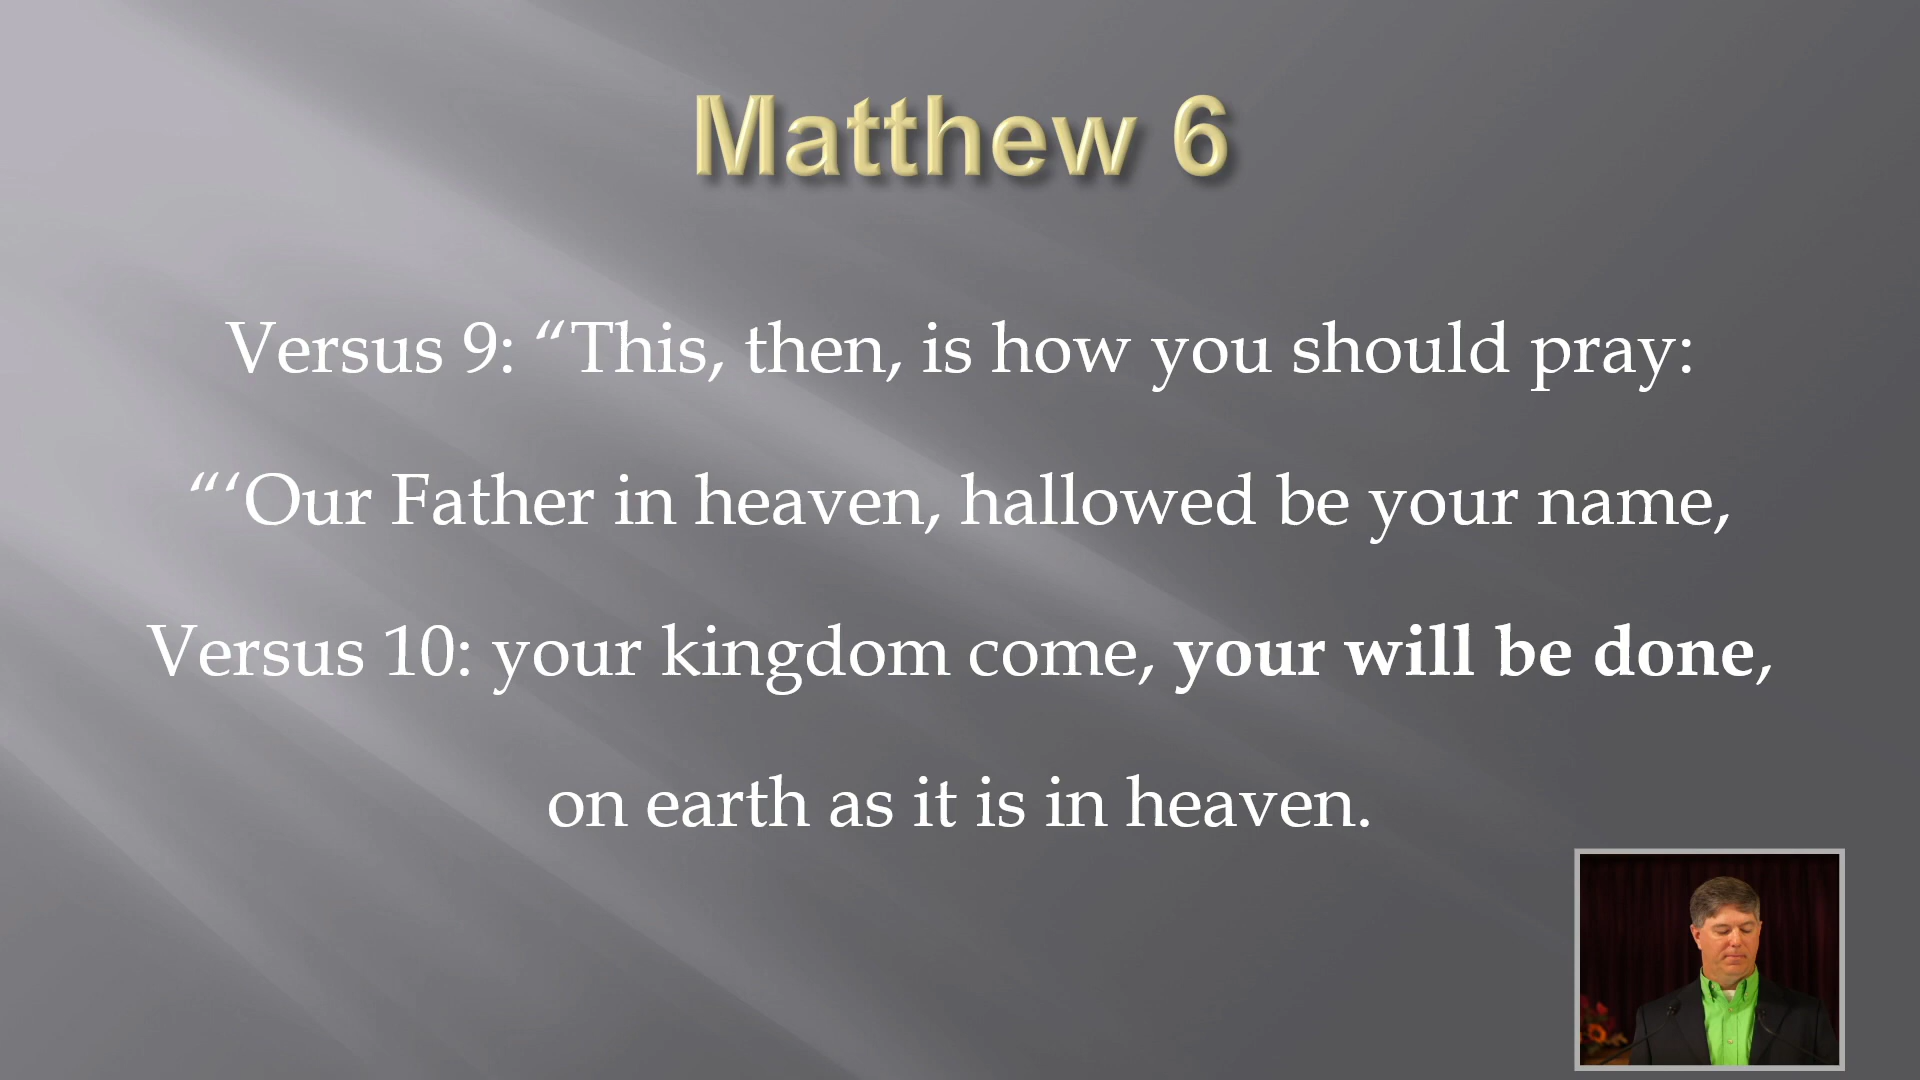 Matthew 6
Versus 9: “This, then, is how you should pray:
“‘Our Father in heaven, hallowed be your name,
Versus 10: your kingdom come, your will be done,
on earth as it is in heaven.